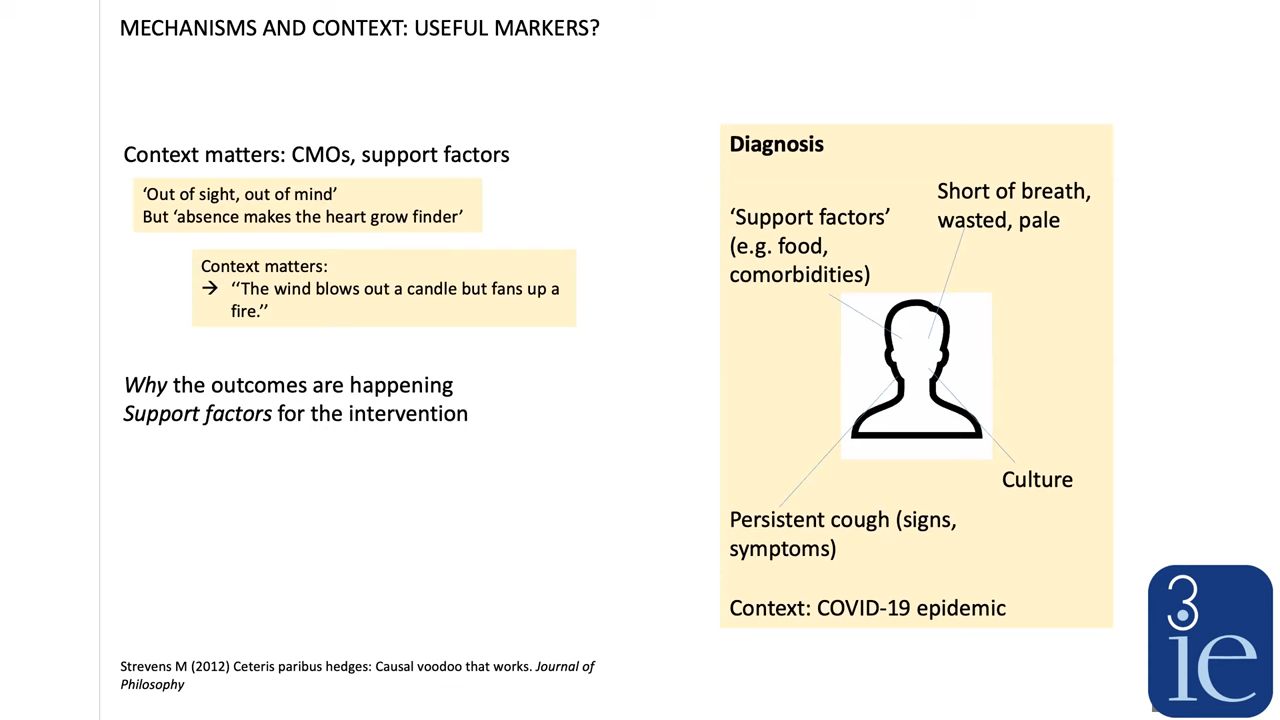 MECHANISMS AND CONTEXT: USEFUL MARKERS?
Context matters: CMOs, support factors
‘Out of sight, out of mind’
But ‘absence makes the heart grow finder’
Context matters:
→ ‘‘The wind blows out a candle but fans up a
fire.’’
Why the outcomes are happening
Support factors for the intervention
Strevens M (2012) Ceteris paribus hedges: Causal voodoo that works. Journal of
Philosophy
Diagnosis
Short of breath,
wasted, pale
‘Support factors’
(e.g. food,
comorbidities)
Culture
Persistent cough (signs,
symptoms)
Context: COVID-19 epidemic
3
ie